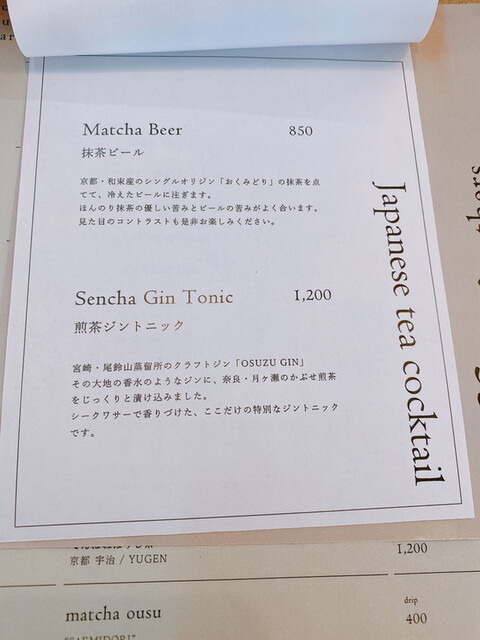 Matcha Beer 850
抹茶ビール
京都・和束産のシングルオリジン「おくみどり」の抹茶を点
てて、冷えたビールに注ぎます。
ほんのり抹茶の優しい苦みとビールの苦みがよく合います。
見た目のコントラストも是非お楽しみください。
Sencha Gin Tonic 1,200
煎茶ジントニック
宮崎・尾鈴山蒸留所のクラフトジン「OSUZU GIN」
その大地の香水のようなジンに、奈良・月ヶ瀬のかぶせ煎茶
をじっくりと漬け込みました。
シークワサーで香りづけた、ここだけの特別なジントニック
です。
Japanese tea cocktail
1,200
京都 宇治 / YUGEN
drip
matcha ousu 400